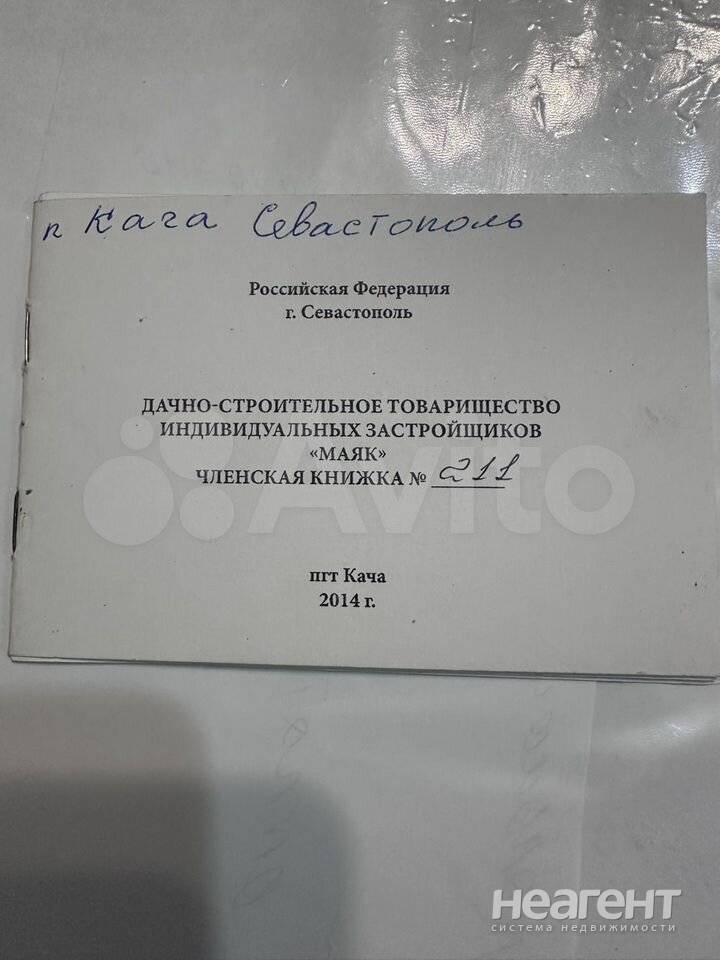 п Кача Севастополь
Российская Федерация
г. Севастополь
ДАЧНО-СТРОИТЕЛЬНОЕ ТОВАРИЩЕСТВО
ИНДИВИДУАЛЬНЫХ ЗАСТРОЙЩИКОВ
«МАЯК»
ЧЛЕНСКАЯ КНИЖКА № 211
Avito
пгт Кача
2014 г.
неагент
система недвижимости